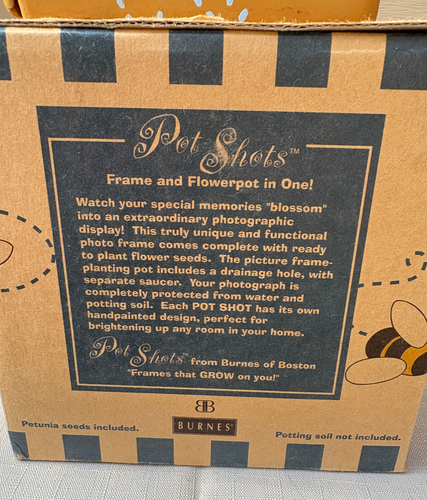 Pot Shots™
Frame and Flowerpot in One!
Watch your special memories "blossom"
into an extraordinary photographic
display! This truly unique and functional
photo frame comes complete with ready
to plant flower seeds. The picture frame-
planting pot includes a drainage hole, with
separate saucer. Your photograph is
completely protected from water and
potting soil. Each POT SHOT has its own
handpainted design, perfect for
brightening up any room in your home.
Pot Shots™ from Burnes of Boston
"Frames that GROW on you!"
BB
BURNES®
Petunia seeds included.
Potting soil not included.